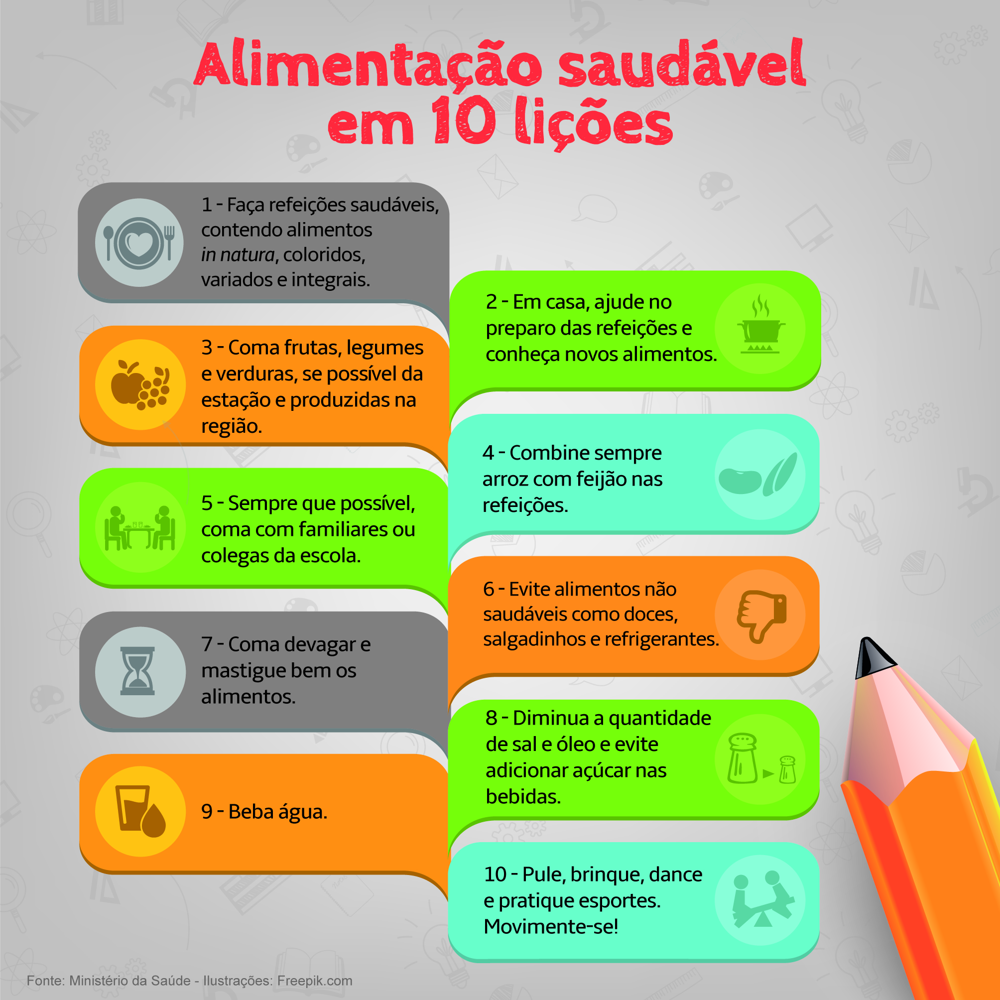 Alimentação saudável
em 10 lições
1 - Faça refeições saudáveis,
contendo alimentos
in natura, coloridos,
variados e integrais.
2 - Em casa, ajude no
preparo das refeições e
conheça novos alimentos.
3 - Coma frutas, legumes
e verduras, se possível da
estação e produzidas na
região.
4 - Combine sempre
arroz com feijão nas
refeições.
5 - Sempre que possível,
coma com familiares ou
colegas da escola.
6 - Evite alimentos não
saudáveis como doces,
salgadinhos e refrigerantes.
7 - Coma devagar e
mastigue bem os
alimentos.
8 - Diminua a quantidade
de sal e óleo e evite
adicionar açúcar nas
bebidas.
9 - Beba água.
10 - Pule, brinque, dance
e pratique esportes.
Movimente-se!
Fonte: Ministério da Saúde - Ilustrações: Freepik.com